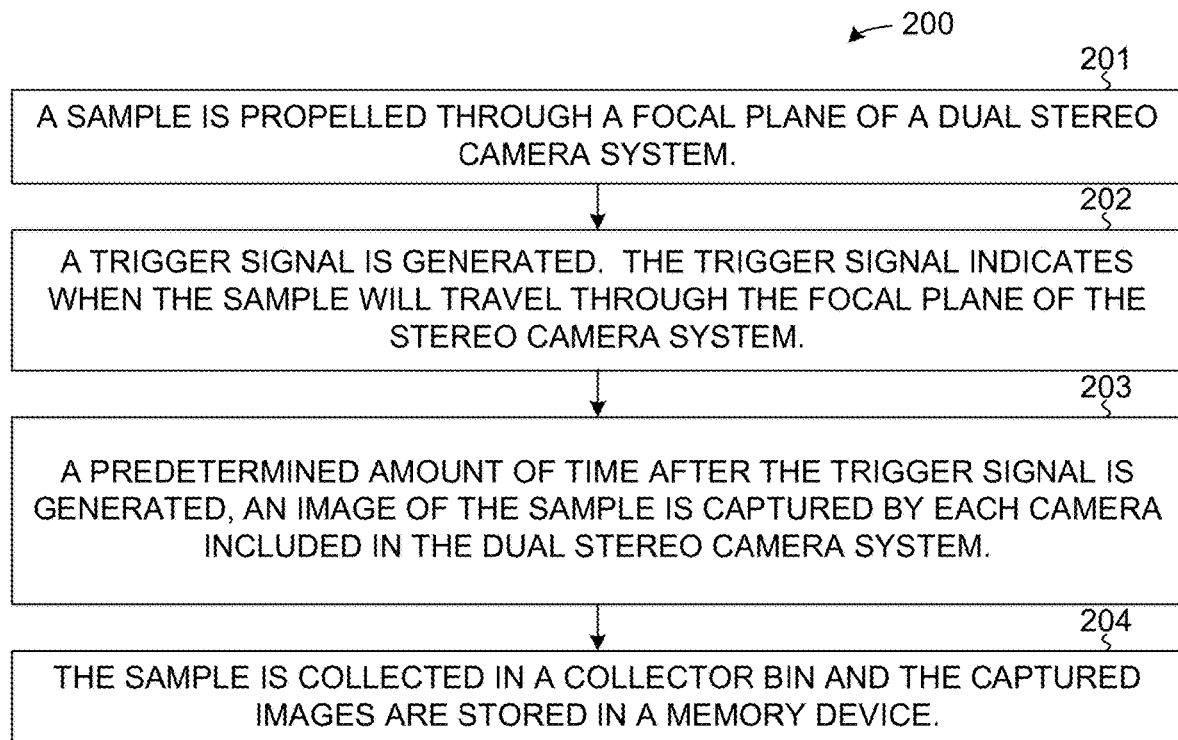 200
201
A SAMPLE IS PROPELLED THROUGH A FOCAL PLANE OF A DUAL STEREO
CAMERA SYSTEM.
202
A TRIGGER SIGNAL IS GENERATED. THE TRIGGER SIGNAL INDICATES
WHEN THE SAMPLE WILL TRAVEL THROUGH THE FOCAL PLANE OF THE
STEREO CAMERA SYSTEM.
203
A PREDETERMINED AMOUNT OF TIME AFTER THE TRIGGER SIGNAL IS
GENERATED, AN IMAGE OF THE SAMPLE IS CAPTURED BY EACH CAMERA
INCLUDED IN THE DUAL STEREO CAMERA SYSTEM.
204
THE SAMPLE IS COLLECTED IN A COLLECTOR BIN AND THE CAPTURED
IMAGES ARE STORED IN A MEMORY DEVICE.